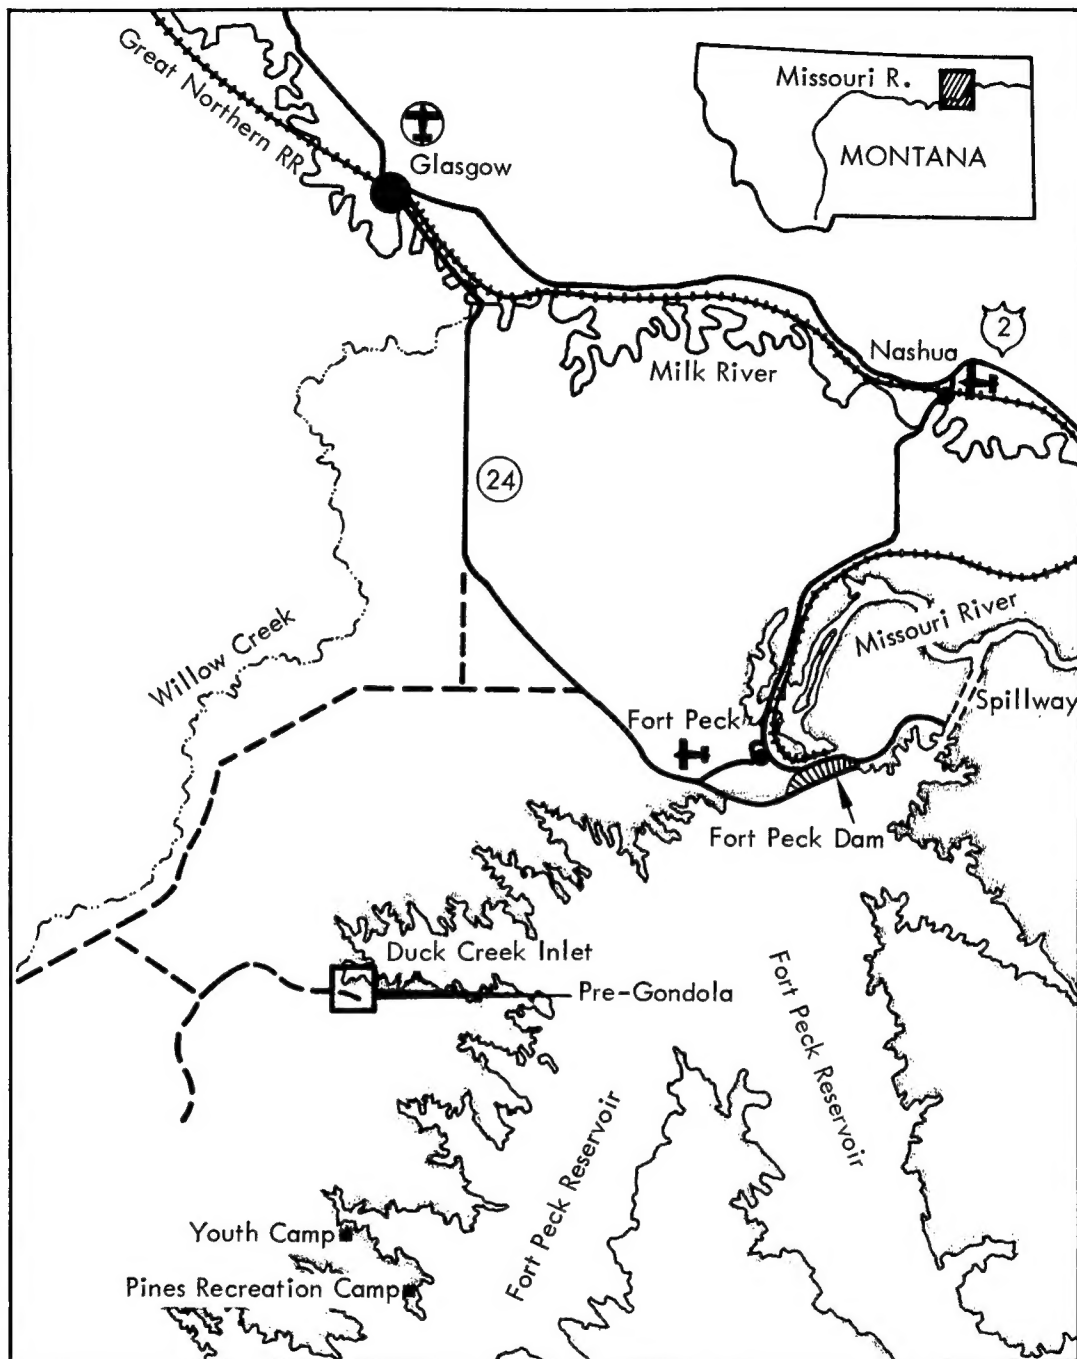 Great Northern RR
Glasgow
Missouri R.
MONTANA
2
Nashua
Milk River
24
Missouri River
Willow Creek
Spillway
Fort Peck
Fort Peck Dam
Duck Creek Inlet
Pre-Gondola
Fort Peck Reservoir
Fort Peck Reservoir
Youth Camp
Pines Recreation Camp